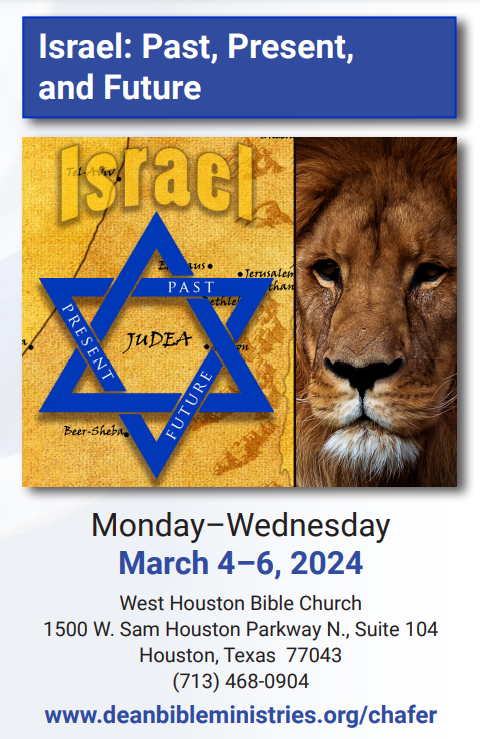 Israel: Past, Present,
and Future
Israel
Tel-Aviv
Jerusalem
PAST
JUDEA
PRESENT
FUTURE
Beer-Sheba
Monday–Wednesday
March 4–6, 2024
West Houston Bible Church
1500 W. Sam Houston Parkway N., Suite 104
Houston, Texas 77043
(713) 468-0904
www.deanbibleministries.org/chafer